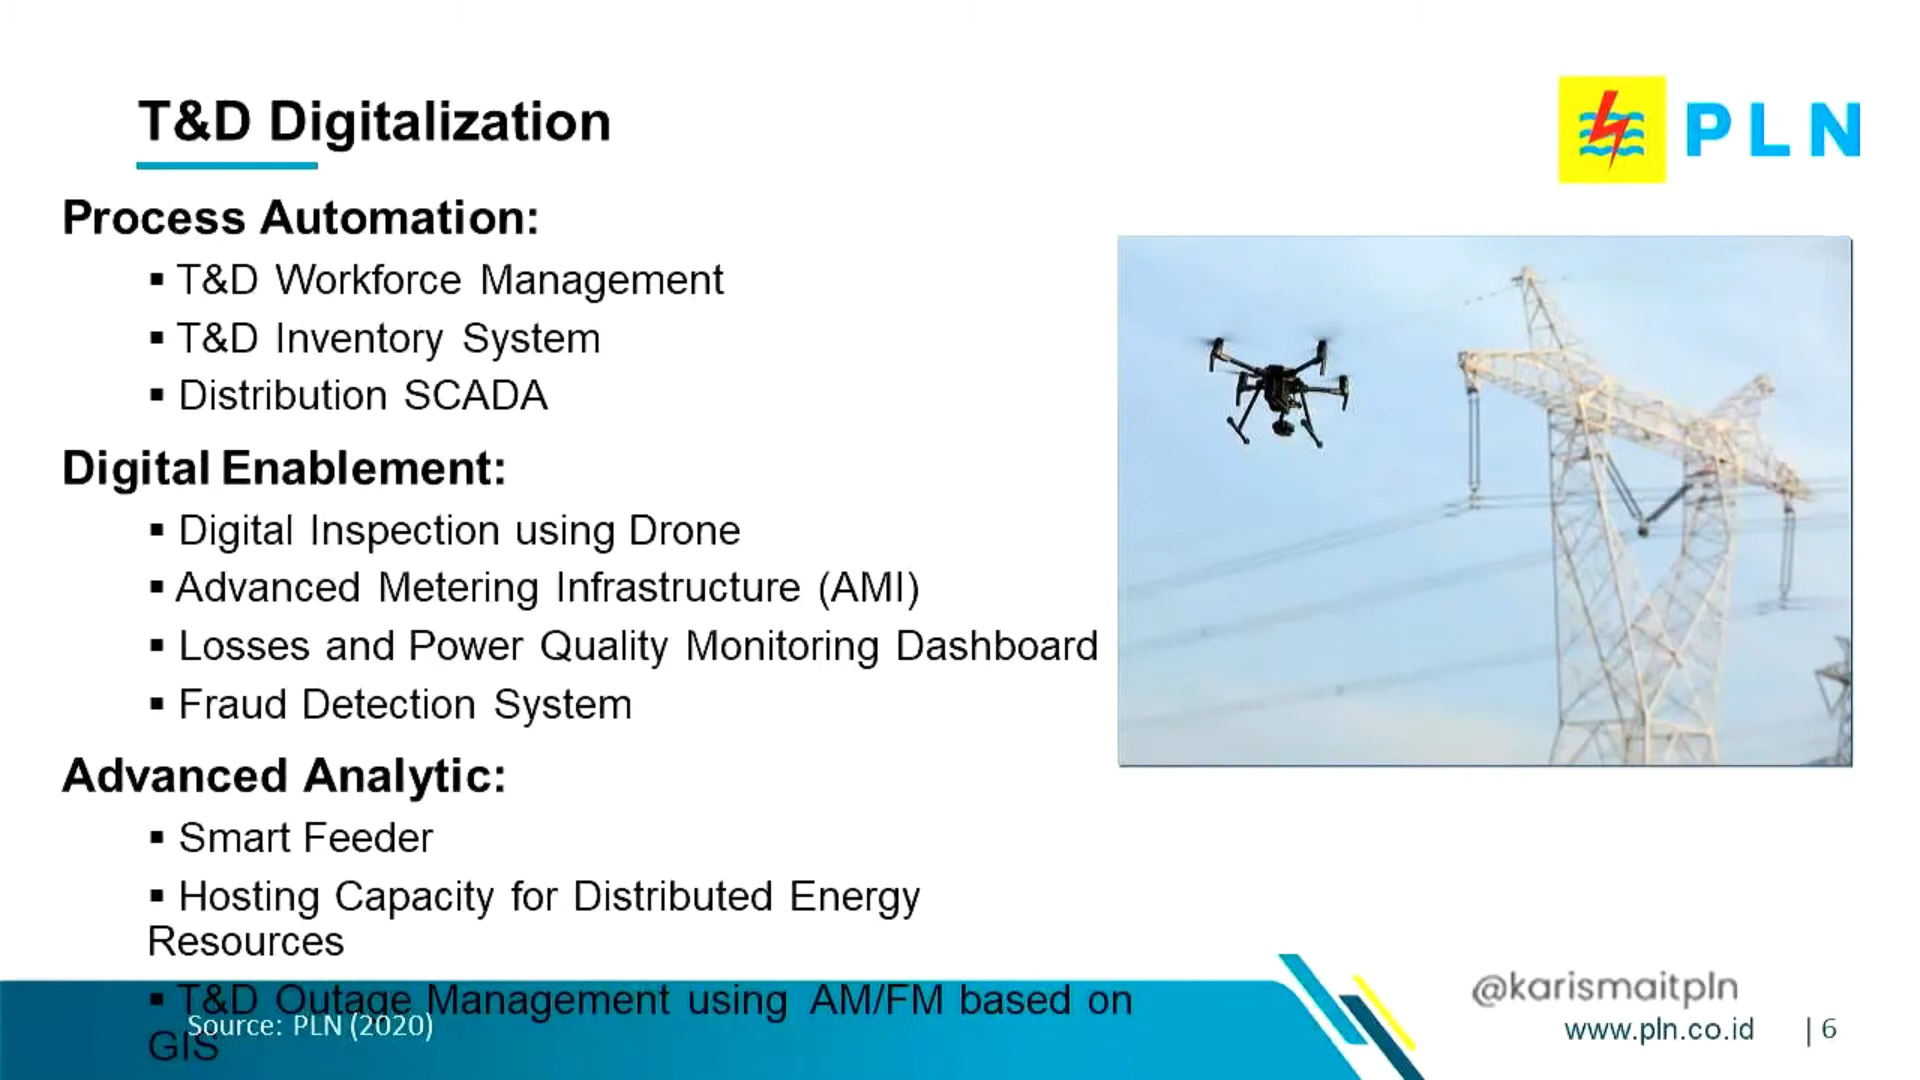 T&D Digitalization
PLN
Process Automation:
▪ T&D Workforce Management
▪ T&D Inventory System
▪ Distribution SCADA
Digital Enablement:
▪ Digital Inspection using Drone
▪ Advanced Metering Infrastructure (AMI)
▪ Losses and Power Quality Monitoring Dashboard
▪ Fraud Detection System
Advanced Analytic:
▪ Smart Feeder
▪ Hosting Capacity for Distributed Energy
Resources
▪ T&D Outage Management using AM/FM based on
GIS
Source: PLN (2020)
@karismaitpln
www.pln.co.id | 6